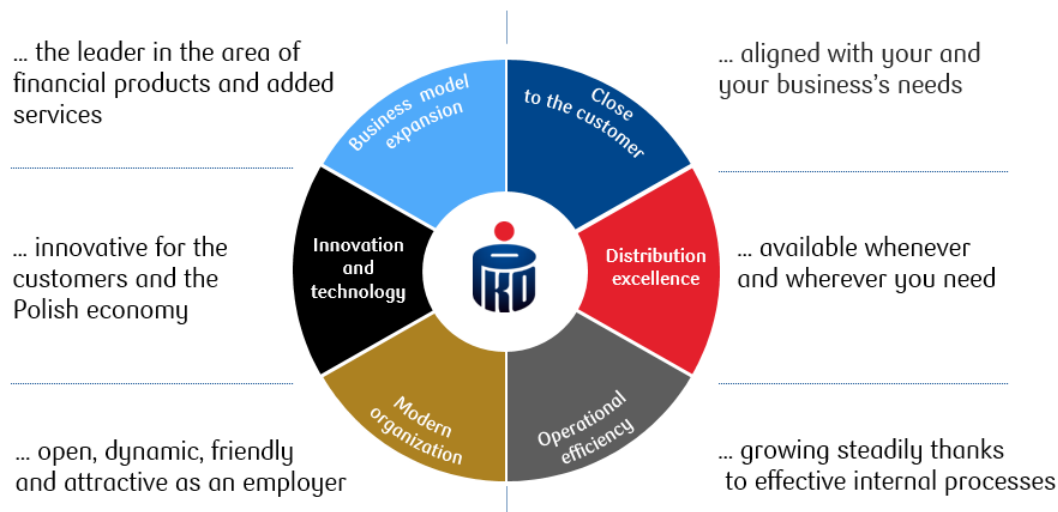 ... the leader in the area of
financial products and added
services
... aligned with your and
your business's needs
Business model
expansion
Close
to the customer
... innovative for the
customers and the
Polish economy
Innovation
and
technology
PKO
Distribution
excellence
... available whenever
and wherever you need
Modern
organization
Operational
efficiency
... open, dynamic, friendly
and attractive as an employer
... growing steadily thanks
to effective internal processes